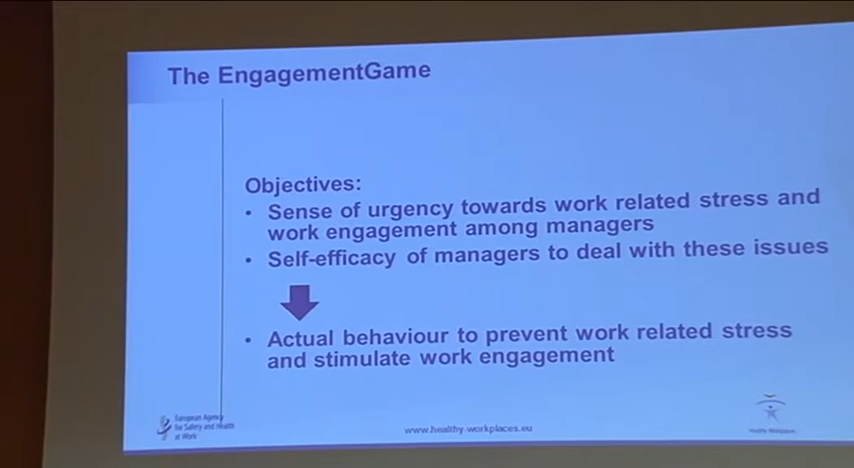 The EngagementGame
Objectives:
• Sense of urgency towards work related stress and
work engagement among managers
• Self-efficacy of managers to deal with these issues
• Actual behaviour to prevent work related stress
and stimulate work engagement
European Agency
for Safety and Health
at Work
www.healthy-workplaces.eu
Healthy Workplaces